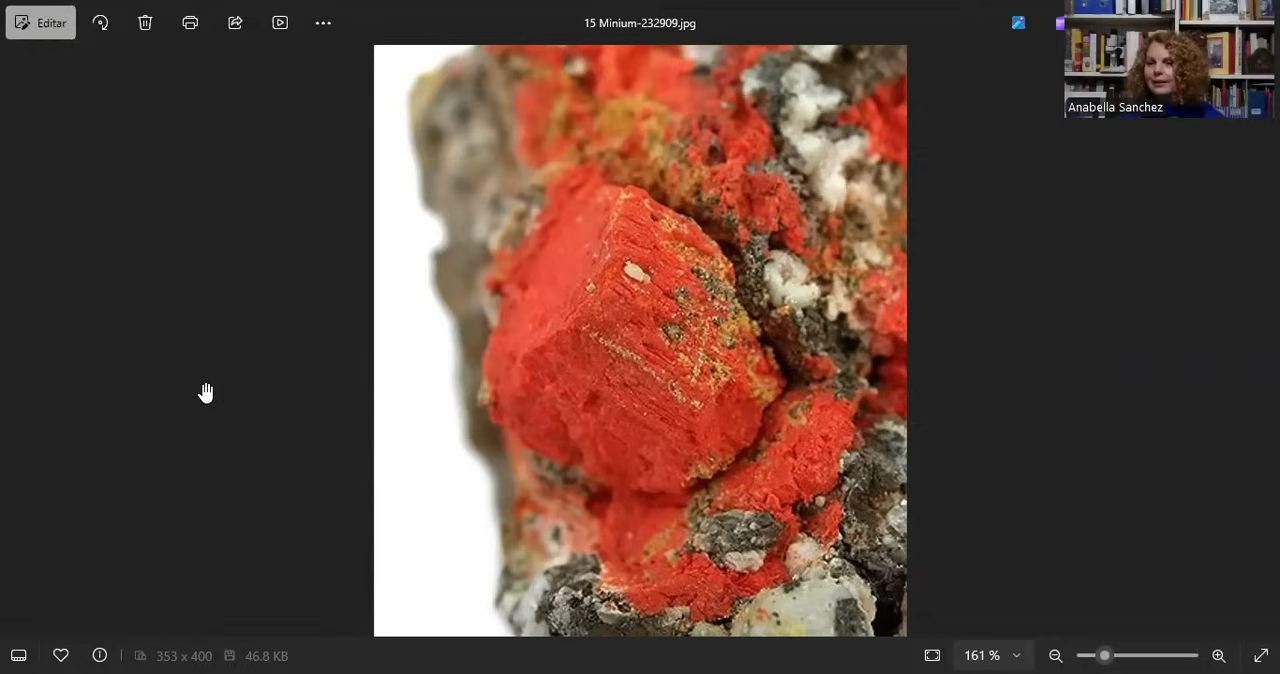 Editar
15 Minium-232909.jpg
Anabella Sanchez
353 x 400
46.8 KB
161 %